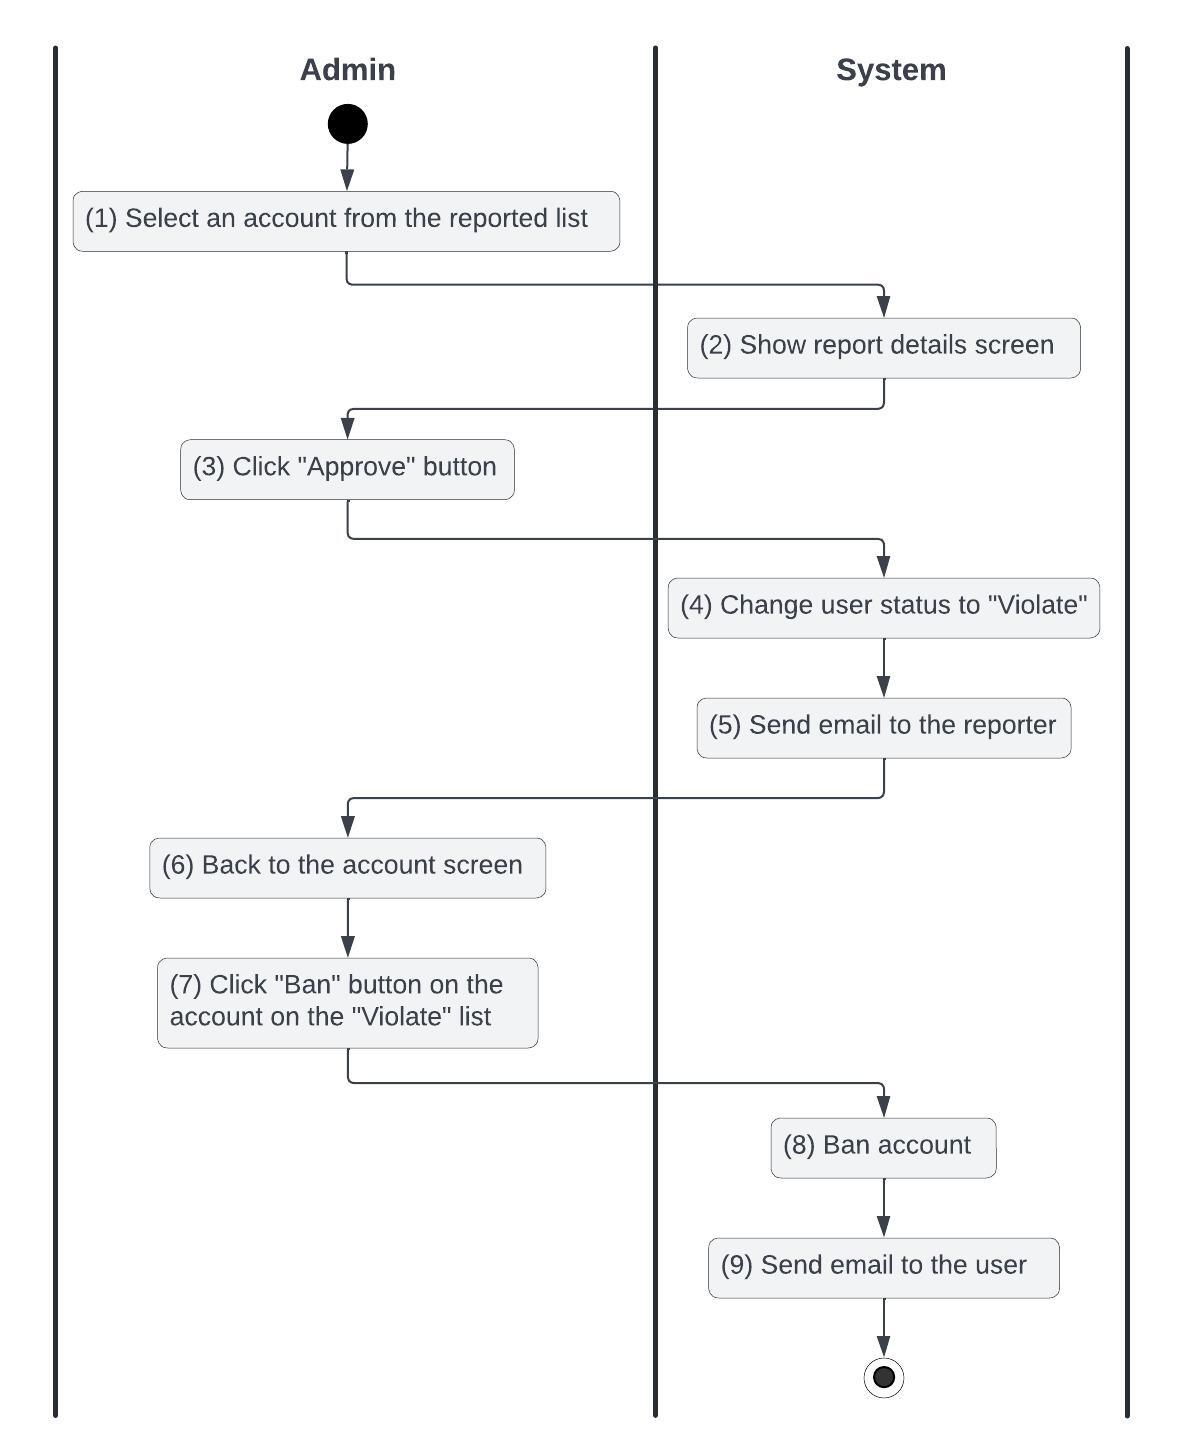 Admin
System
(1) Select an account from the reported list
(2) Show report details screen
(3) Click "Approve" button
(4) Change user status to "Violate"
(5) Send email to the reporter
(6) Back to the account screen
(7) Click "Ban" button on the
account on the "Violate" list
(8) Ban account
(9) Send email to the user